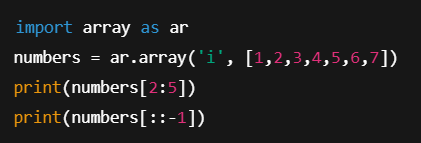 import array as ar
numbers = ar.array('i', [1,2,3,4,5,6,7])
print(numbers[2:5])
print(numbers[::-1])